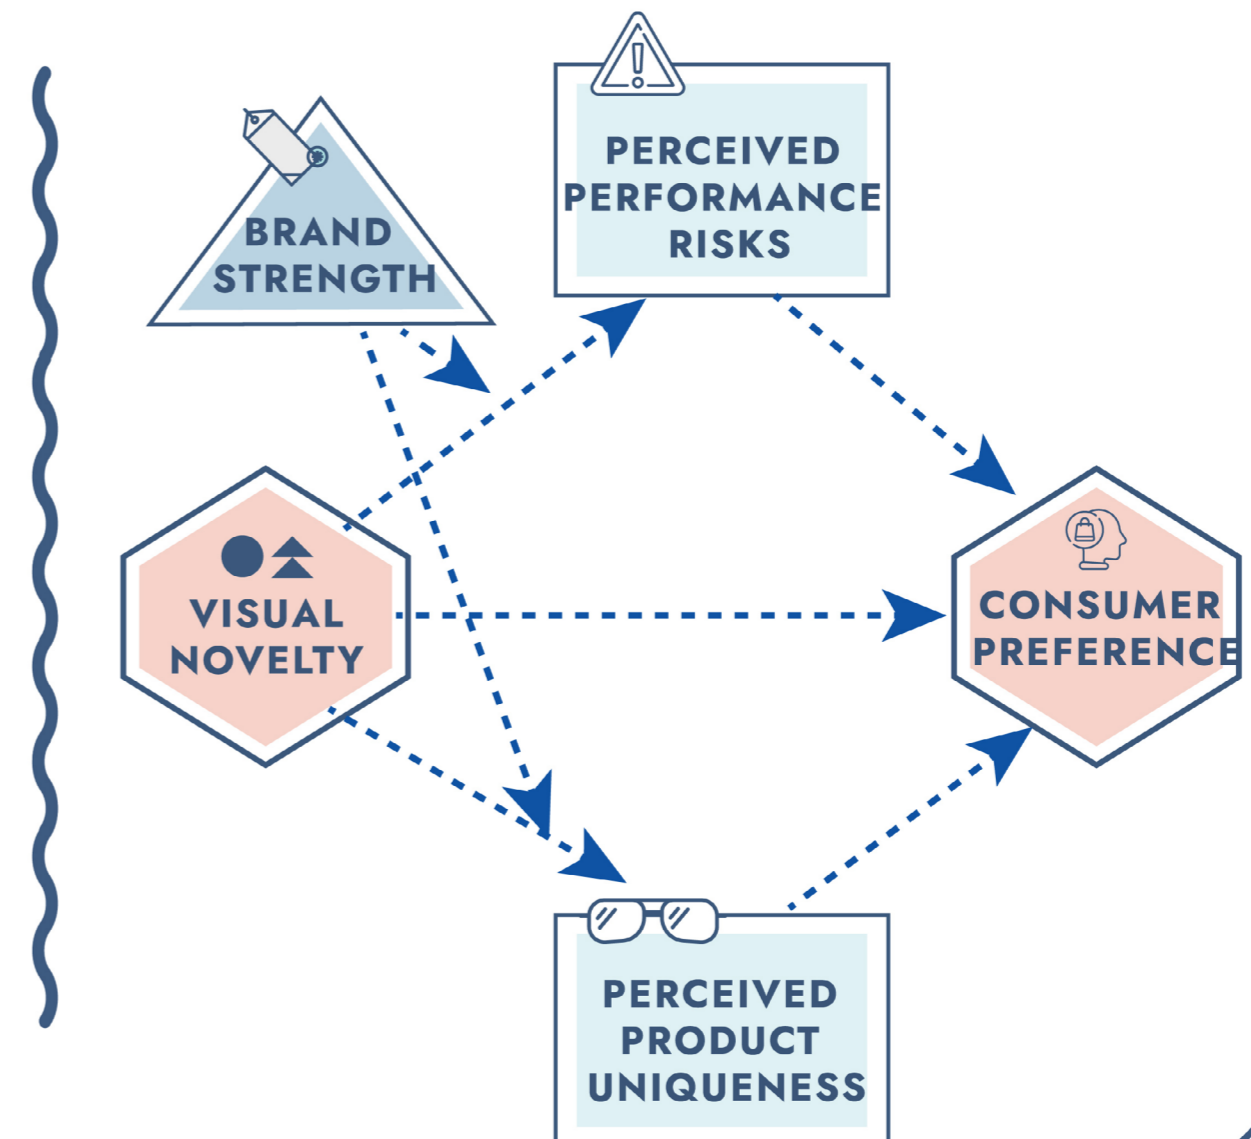 PERCEIVED
PERFORMANCE
RISKS
BRAND
STRENGTH
VISUAL
NOVELTY
CONSUMER
PREFERENCE
PERCEIVED
PRODUCT
UNIQUENESS